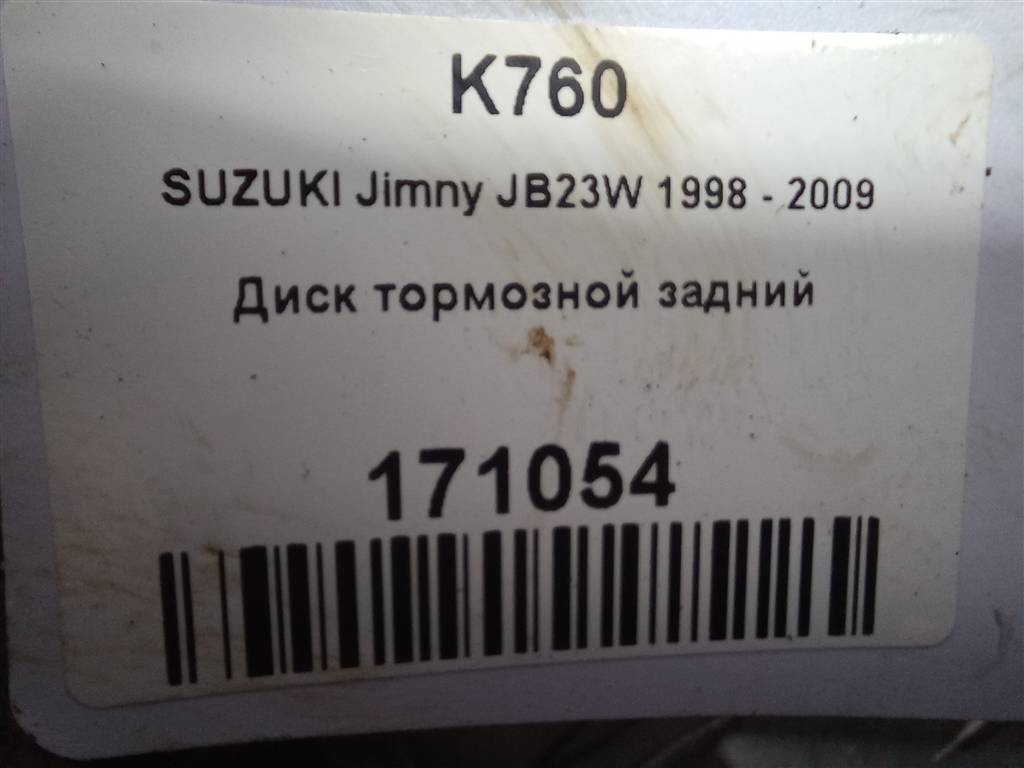 K760
SUZUKI Jimny JB23W 1998 - 2009
Диск тормозной задний
171054